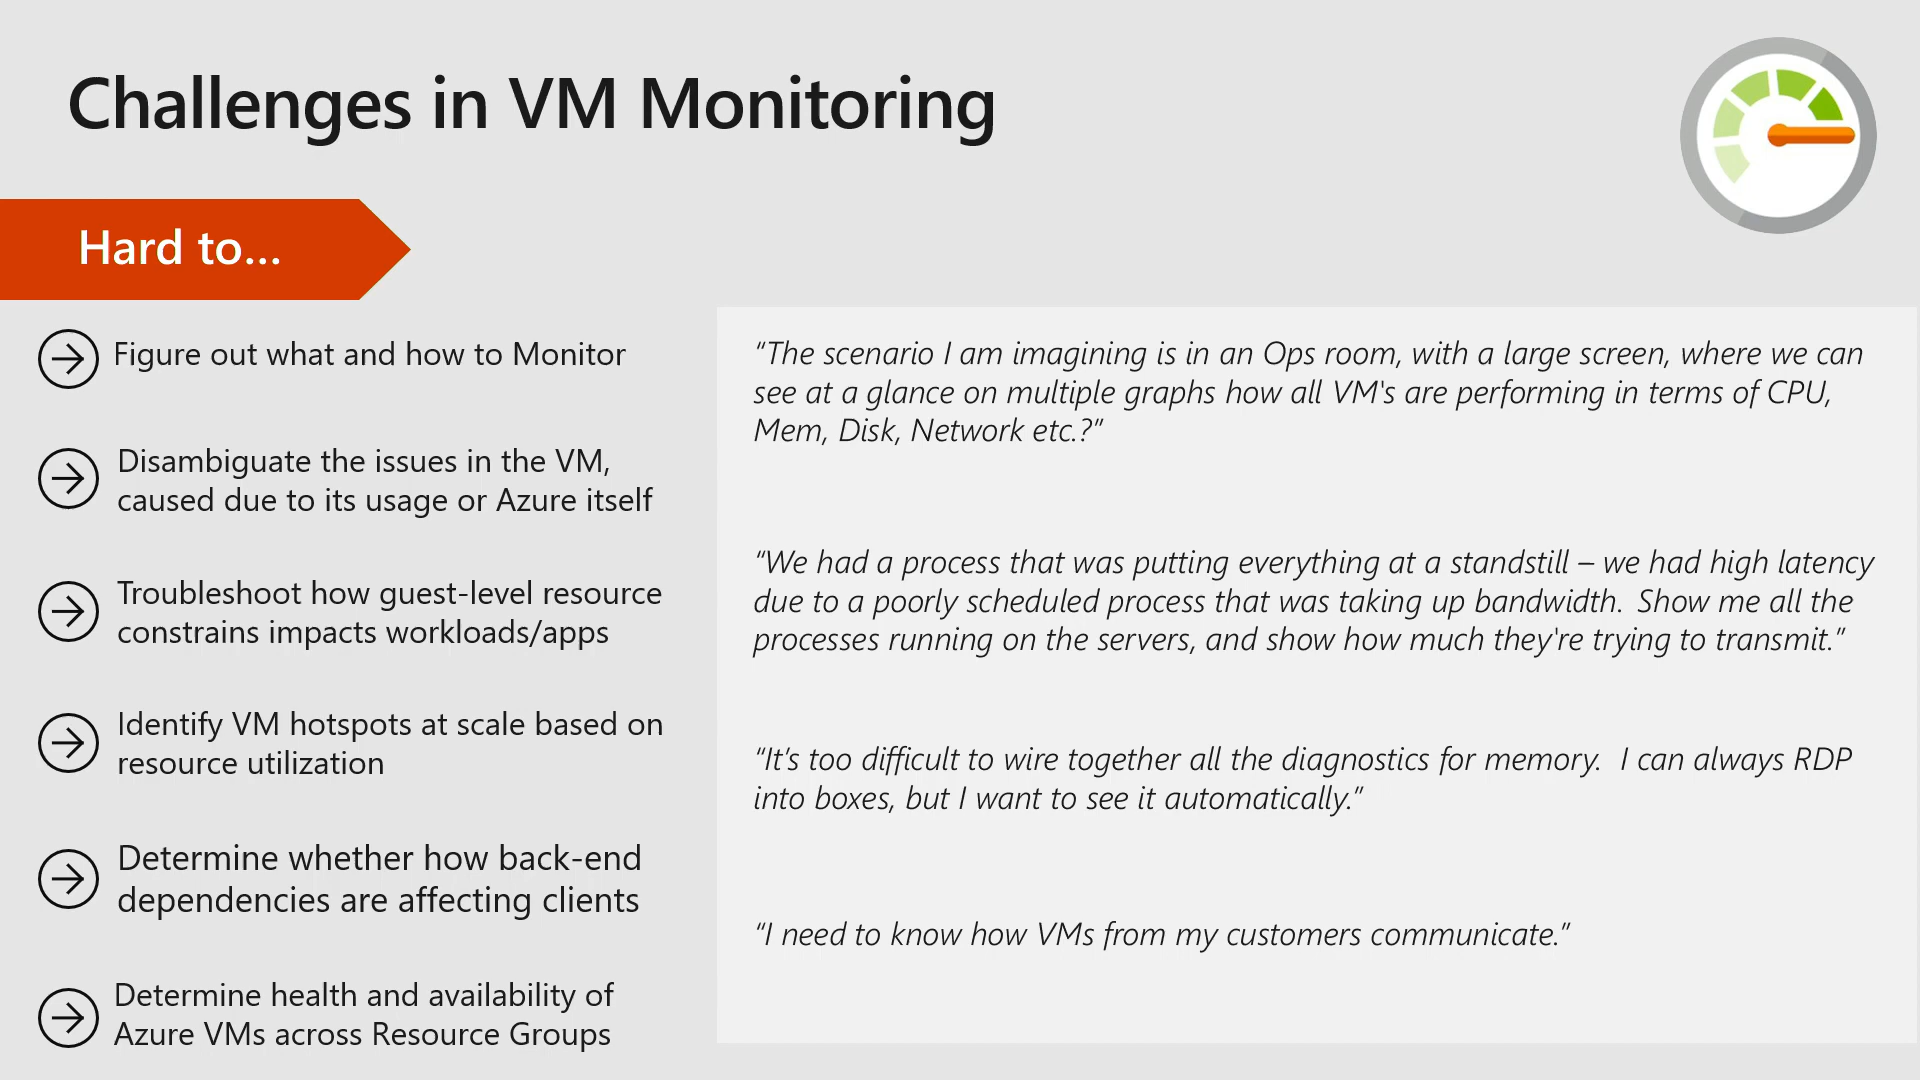 Challenges in VM Monitoring
Hard to...
Figure out what and how to Monitor
Disambiguate the issues in the VM,
caused due to its usage or Azure itself
Troubleshoot how guest-level resource
constrains impacts workloads/apps
Identify VM hotspots at scale based on
resource utilization
Determine whether how back-end
dependencies are affecting clients
Determine health and availability of
Azure VMs across Resource Groups
“The scenario I am imagining is in an Ops room, with a large screen, where we can
see at a glance on multiple graphs how all VM's are performing in terms of CPU,
Mem, Disk, Network etc.?”
“We had a process that was putting everything at a standstill – we had high latency
due to a poorly scheduled process that was taking up bandwidth.  Show me all the
processes running on the servers, and show how much they're trying to transmit.”
“It’s too difficult to wire together all the diagnostics for memory.  I can always RDP
into boxes, but I want to see it automatically.”
“I need to know how VMs from my customers communicate.”